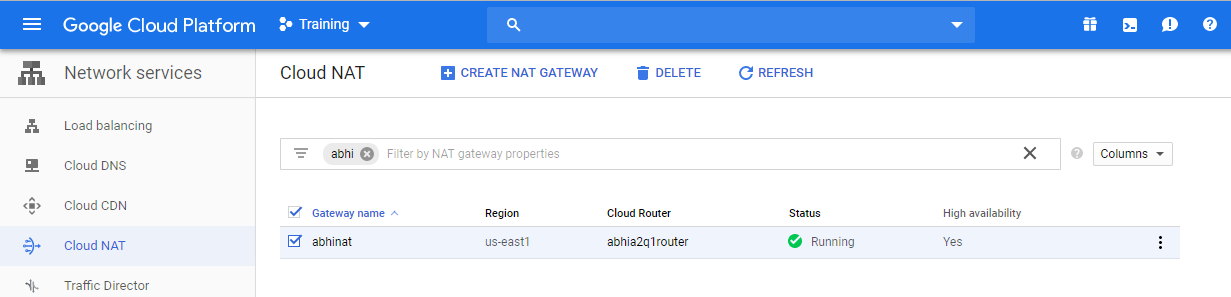 Google Cloud Platform Training
Network services
Cloud NAT CREATE NAT GATEWAY DELETE REFRESH
Load balancing
Cloud DNS
Cloud CDN
Cloud NAT
Traffic Director
abhi Filter by NAT gateway properties Columns
Gateway name Region Cloud Router Status High availability
abhinat us-east1 abhia2q1router Running Yes